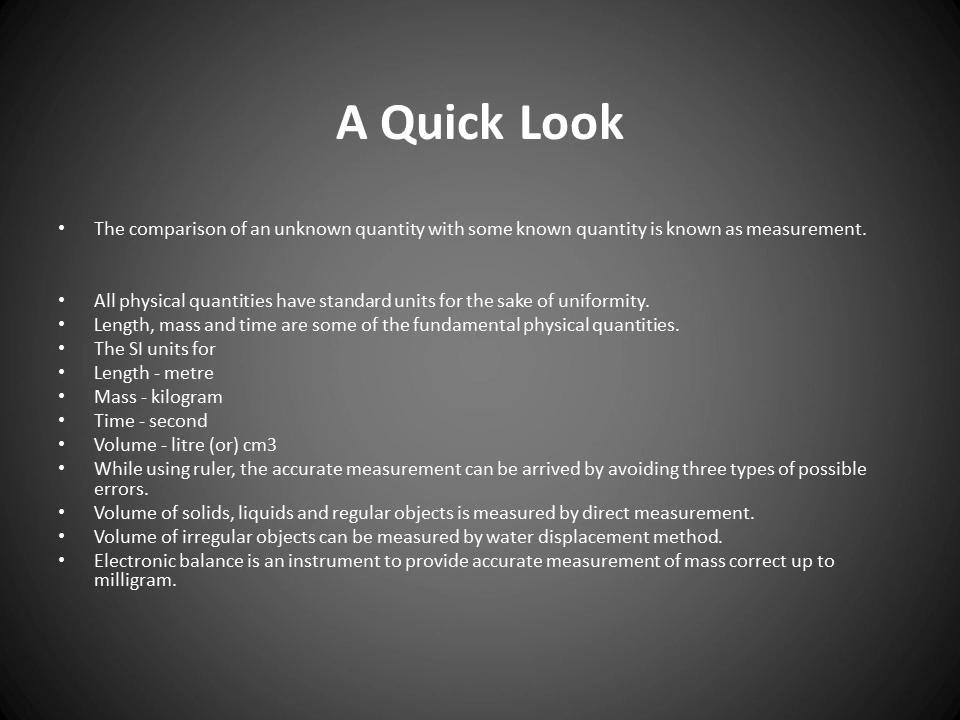 A Quick Look
• The comparison of an unknown quantity with some known quantity is known as measurement.
• All physical quantities have standard units for the sake of uniformity.
• Length, mass and time are some of the fundamental physical quantities.
• The SI units for
• Length - metre
• Mass - kilogram
• Time - second
• Volume - litre (or) cm3
• While using ruler, the accurate measurement can be arrived by avoiding three types of possible
errors.
• Volume of solids, liquids and regular objects is measured by direct measurement.
• Volume of irregular objects can be measured by water displacement method.
• Electronic balance is an instrument to provide accurate measurement of mass correct up to
milligram.